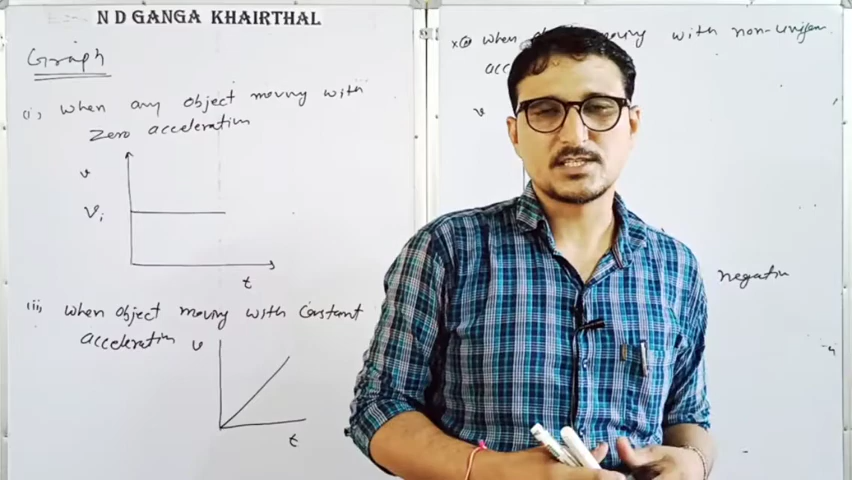 N D GANGA KHAIRTHAL
Graph
(i) when any object moving with
zero acceleration
v
Vi
t
(ii) when object moving with constant
acceleration
v
t
when moving with non-uniform
v
negative